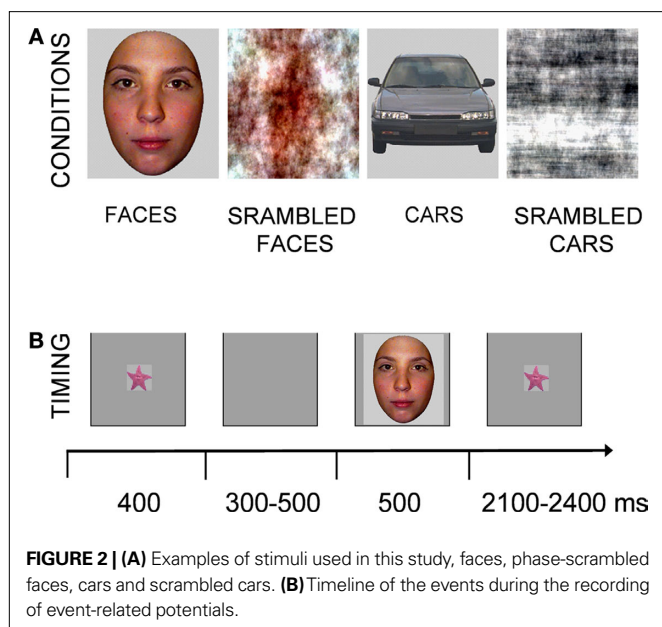 A
CONDITIONS
FACES
SRAMBLED
FACES
CARS
SRAMBLED
CARS
B
TIMING
400
300-500
500
2100-2400 ms
FIGURE 2 | (A) Examples of stimuli used in this study, faces, phase-scrambled
faces, cars and scrambled cars. (B) Timeline of the events during the recording
of event-related potentials.